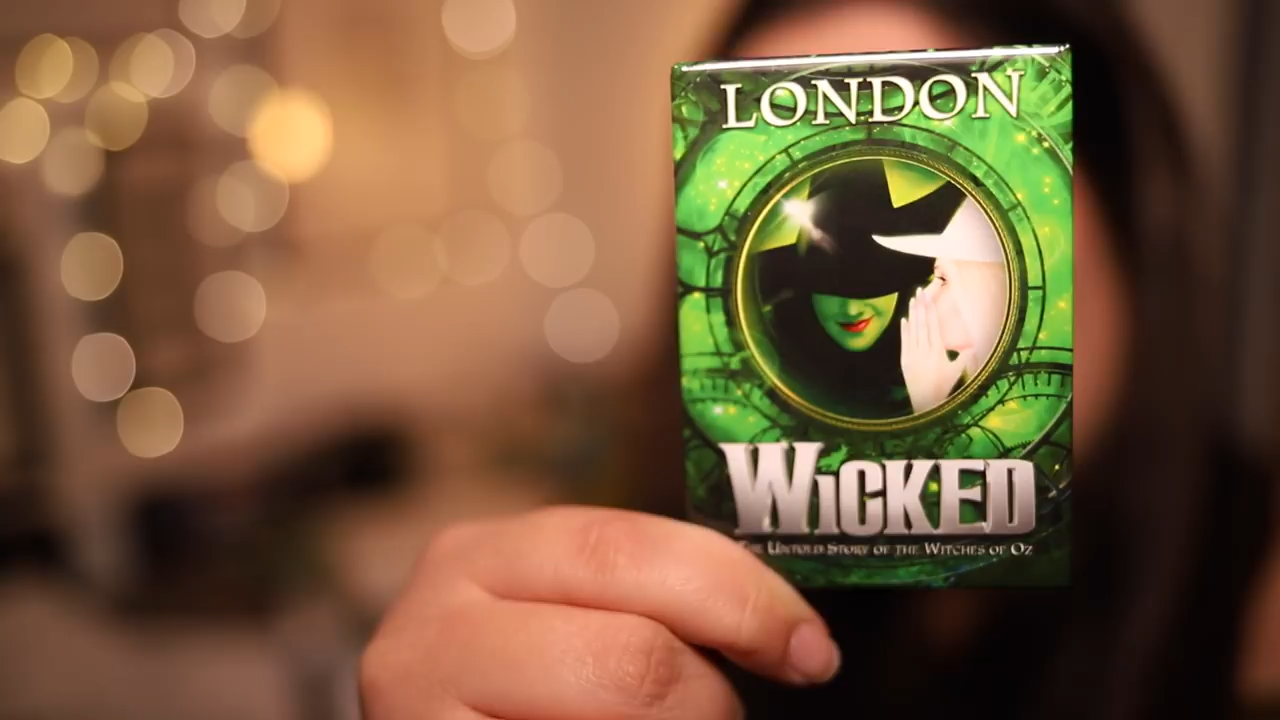 LONDON
WICKED
THE UNTOLD STORY OF THE WITCHES OF OZ